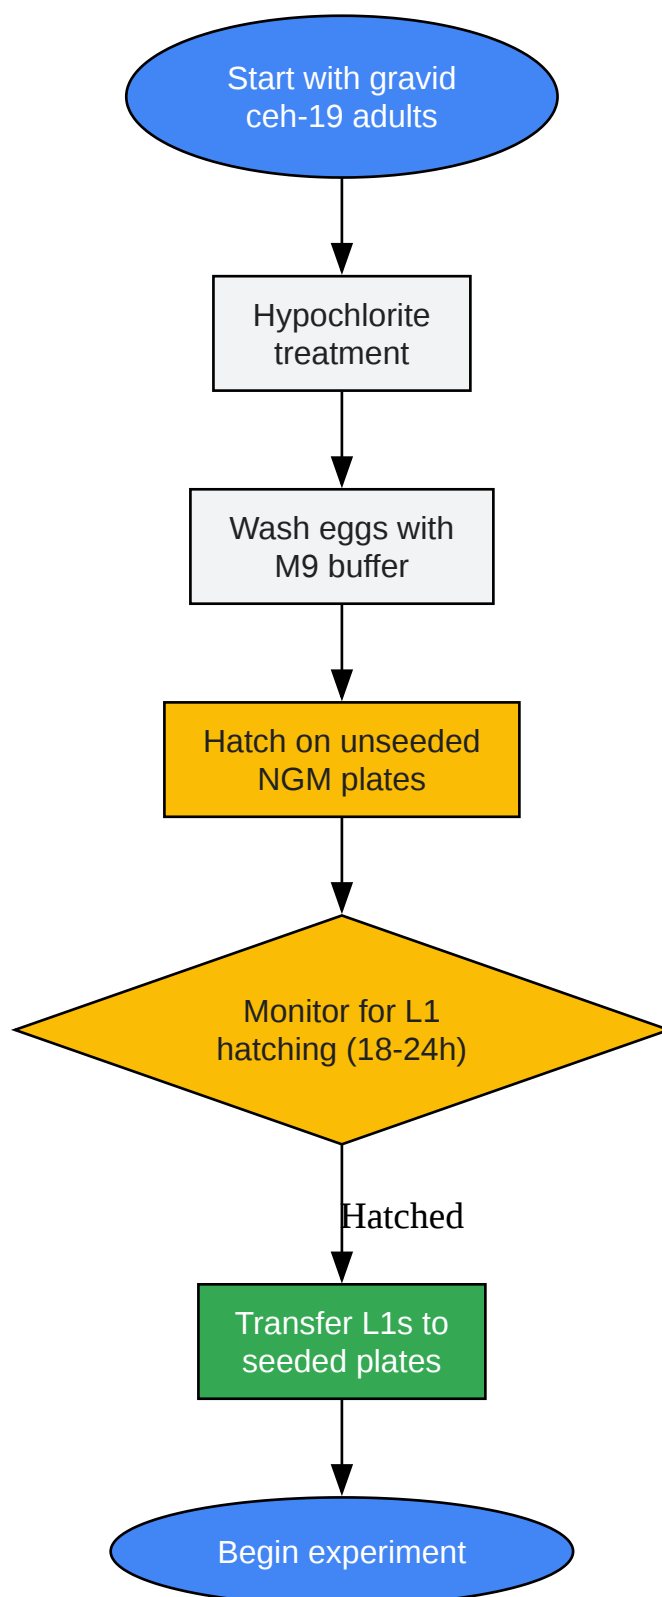 Start with gravid
ceh-19 adults
Hypochlorite
treatment
Wash eggs with
M9 buffer
Hatch on unseeded
NGM plates
Monitor for L1
hatching (18-24h)
Hatched
Transfer L1s to
seeded plates
Begin experiment